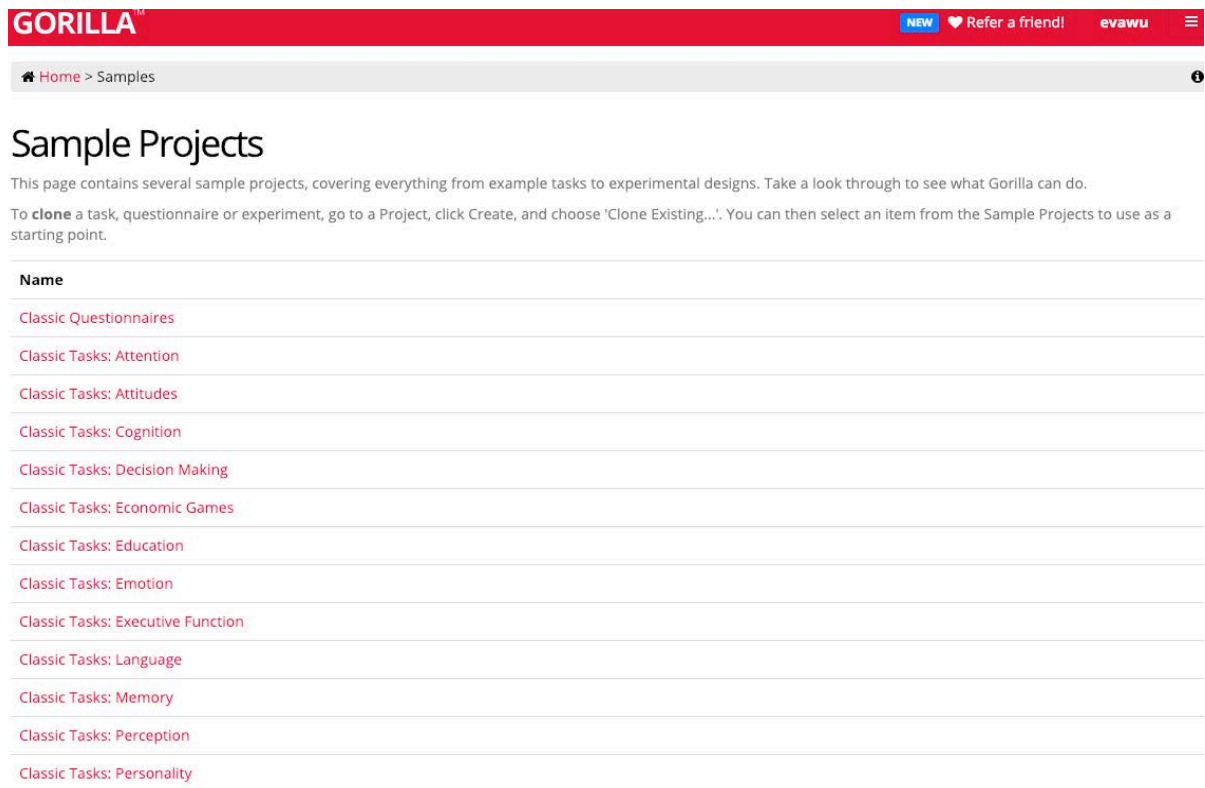 GORILLA™
NEW Refer a friend! evawu
Home > Samples
Sample Projects
This page contains several sample projects, covering everything from example tasks to experimental designs. Take a look through to see what Gorilla can do.
To clone a task, questionnaire or experiment, go to a Project, click Create, and choose 'Clone Existing...'. You can then select an item from the Sample Projects to use as a
starting point.
Name
Classic Questionnaires
Classic Tasks: Attention
Classic Tasks: Attitudes
Classic Tasks: Cognition
Classic Tasks: Decision Making
Classic Tasks: Economic Games
Classic Tasks: Education
Classic Tasks: Emotion
Classic Tasks: Executive Function
Classic Tasks: Language
Classic Tasks: Memory
Classic Tasks: Perception
Classic Tasks: Personality